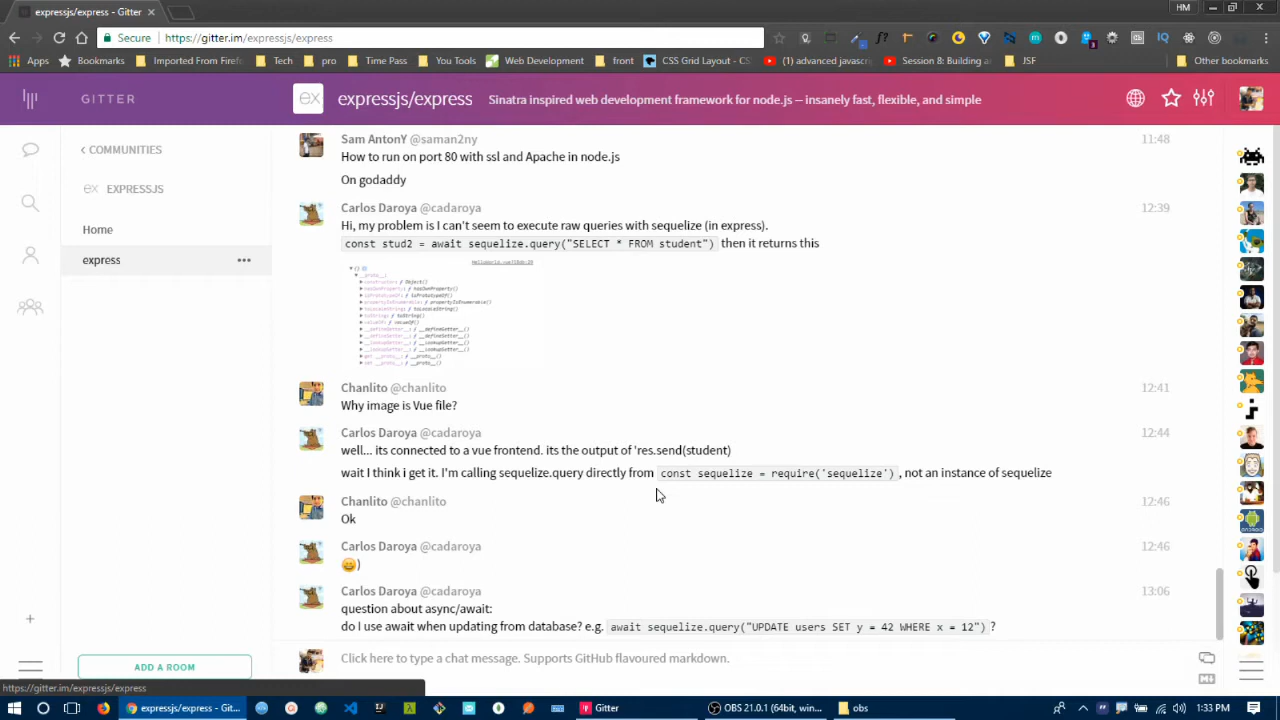 expressjs/express - Gitter
HM
Secure
https://gitter.im/expressjs/express
Apps
Bookmarks
Imported From Firef
Tech
pro
Time Pass
You Tools
Web Development
front
CSS Grid Layout - C
(1) advanced javasc
Session 8: Building a
JSF
Other bookmarks
GITTER
expressjs/express
Sinatra inspired web development framework for node.js -- insanely fast, flexible, and simple
COMMUNITIES
EXPRESSJS
Home
express
ADD A ROOM
Sam AntonY @saman2ny
11:48
How to run on port 80 with ssl and Apache in node.js
On godaddy
Carlos Daroya @cadaroya
12:39
Hi, my problem is I can't seem to execute raw queries with sequelize (in express).
const stud2 = await sequelize.query("SELECT * FROM student") then it returns this
Chanlito @chanlito
12:41
Why image is Vue file?
Carlos Daroya @cadaroya
12:44
well... its connected to a vue frontend. its the output of 'res.send(student)
wait I think i get it. I'm calling sequelize.query directly from const sequelize = require('sequelize'), not an instance of sequelize
Chanlito @chanlito
12:46
Ok
Carlos Daroya @cadaroya
12:46
😀)
Carlos Daroya @cadaroya
13:06
question about async/await:
do I use await when updating from database? e.g. await sequelize.query("UPDATE users SET y = 42 WHERE x = 12") ?
Click here to type a chat message. Supports GitHub flavoured markdown.
https://gitter.im/expressjs/express
expressjs/express - Git...
Gitter
OBS 21.0.1 (64bit, win...
obs
1:33 PM